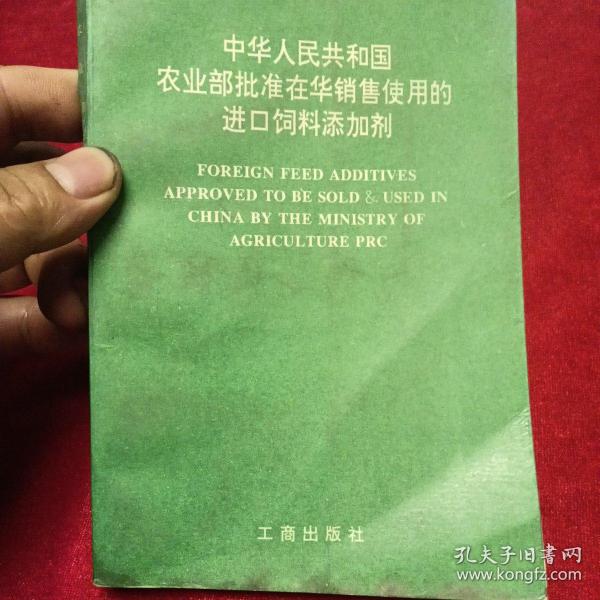 中华人民共和国
农业部批准在华销售使用的
进口饲料添加剂
FOREIGN FEED ADDITIVES
APPROVED TO BE SOLD & USED IN
CHINA BY THE MINISTRY OF
AGRICULTURE PRC
工商出版社
孔夫子旧书网
www.kongfz.com